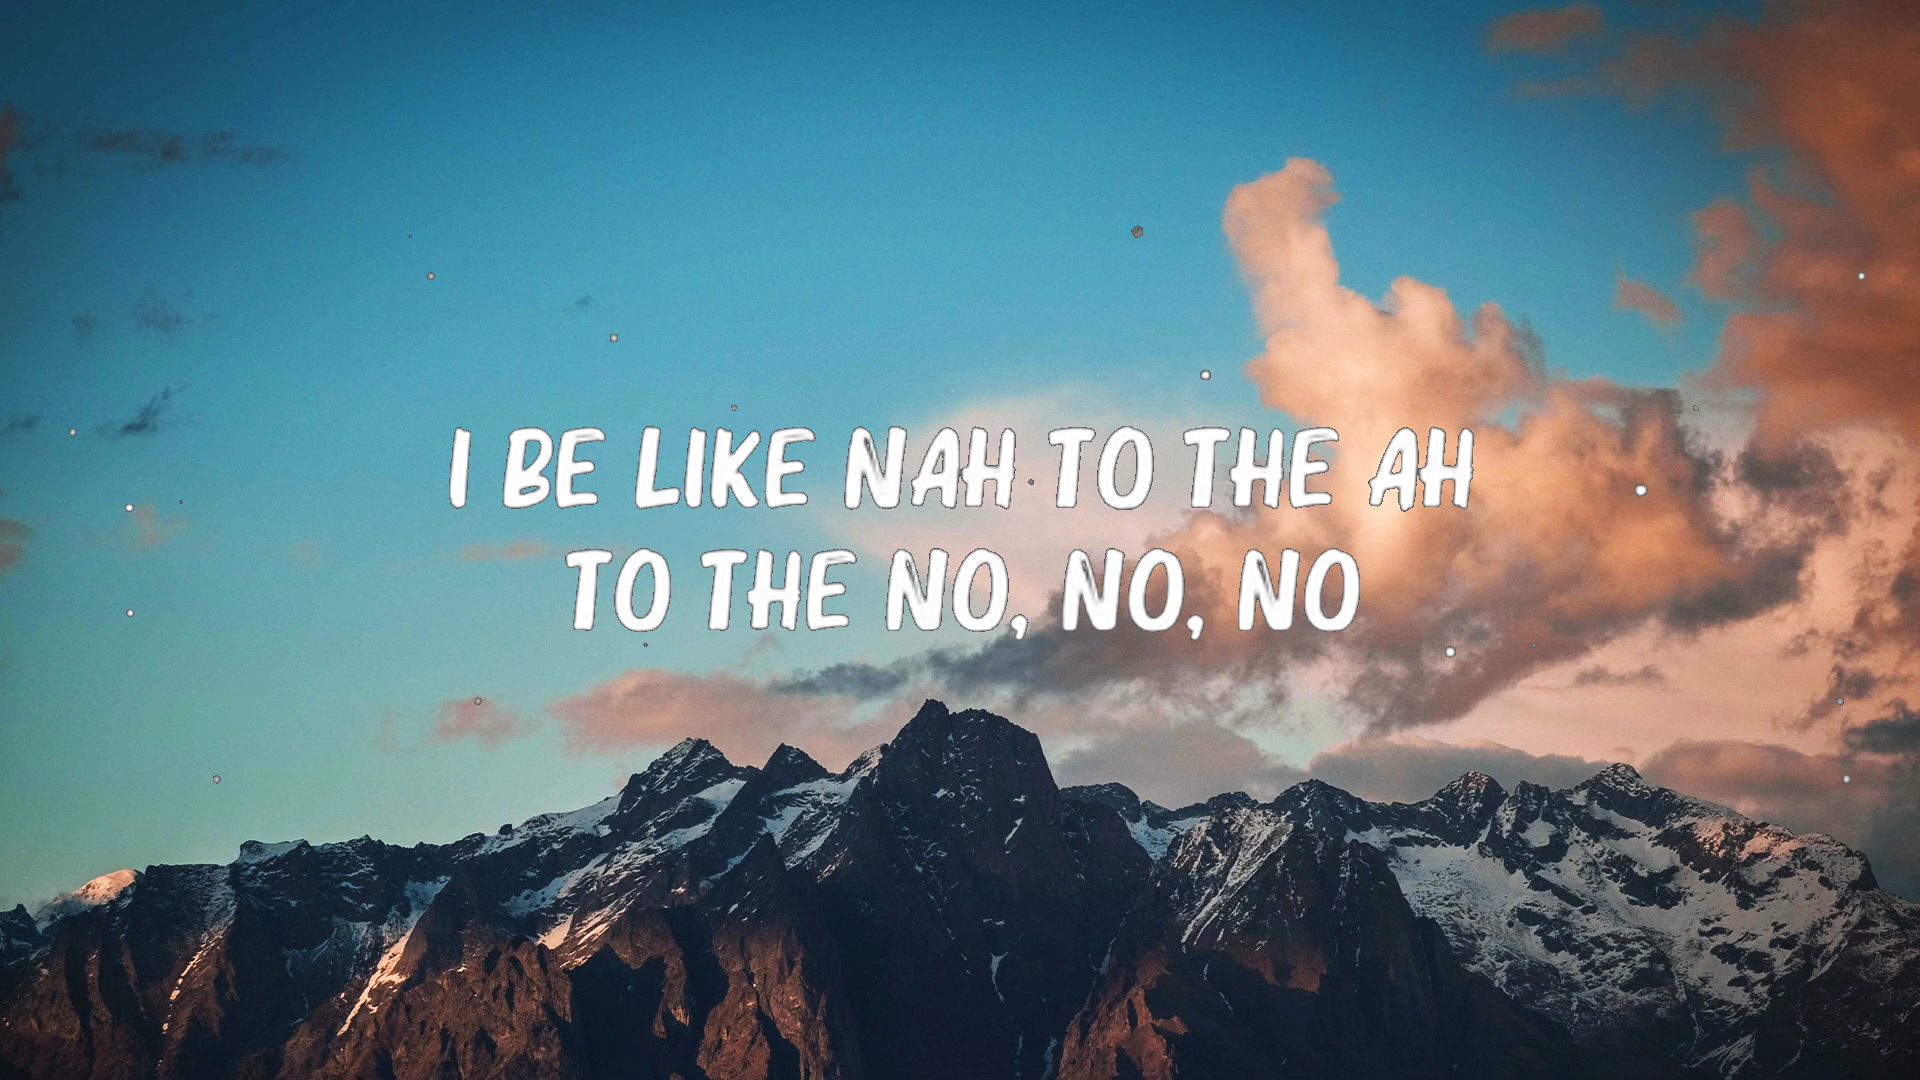 I BE LIKE NAH TO THE AH
TO THE NO, NO, NO